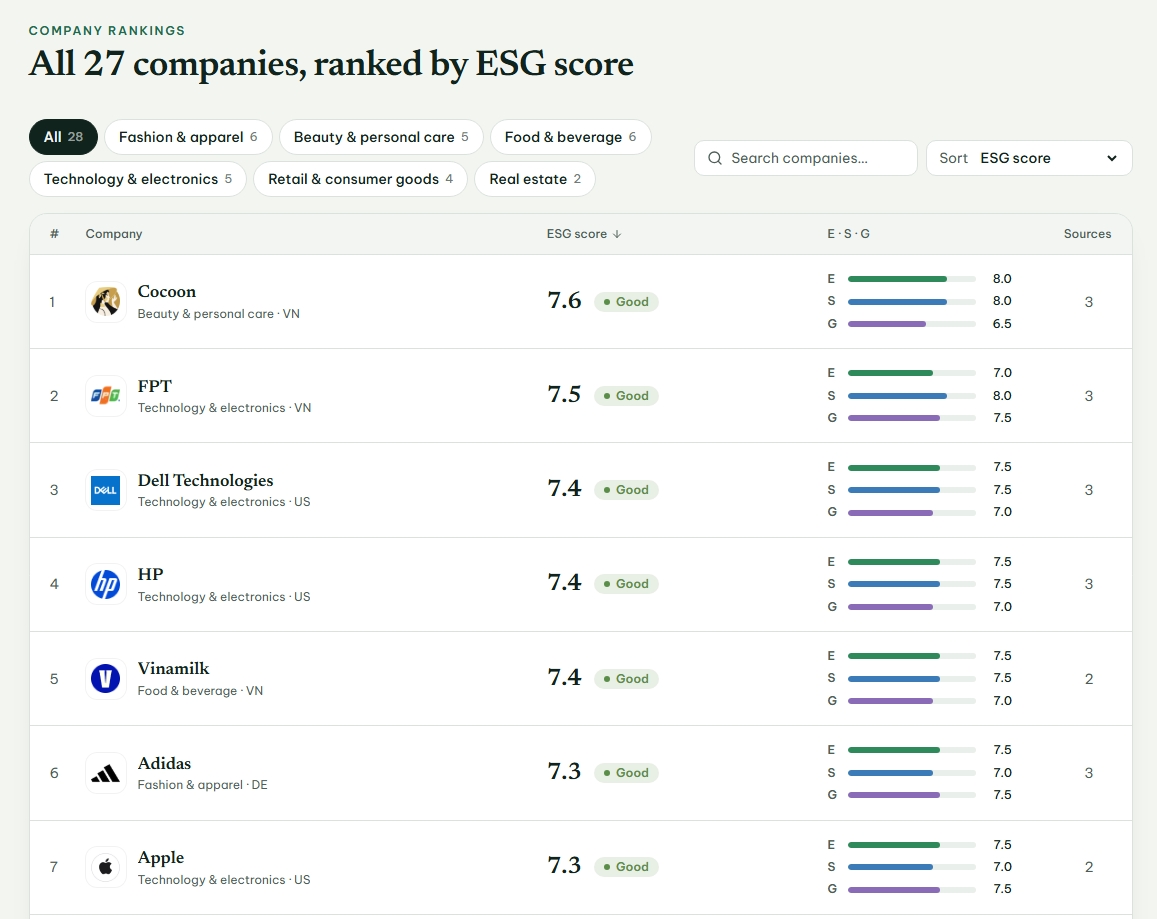 COMPANY RANKINGS
All 27 companies, ranked by ESG score
All 28
Fashion & apparel 6
Beauty & personal care 5
Food & beverage 6
Technology & electronics 5
Retail & consumer goods 4
Real estate 2
Search companies...
Sort ESG score
# Company ESG score ↓ E · S · G Sources
1
Cocoon
Beauty & personal care · VN
7.6 Good
E 8.0
S 8.0
G 6.5
3
2
FPT
FPT
Technology & electronics · VN
7.5 Good
E 7.0
S 8.0
G 7.5
3
3
DELL
Dell Technologies
Technology & electronics · US
7.4 Good
E 7.5
S 7.5
G 7.0
3
4
hp
HP
Technology & electronics · US
7.4 Good
E 7.5
S 7.5
G 7.0
3
5
V
Vinamilk
Food & beverage · VN
7.4 Good
E 7.5
S 7.5
G 7.0
2
6
Adidas
Fashion & apparel · DE
7.3 Good
E 7.5
S 7.0
G 7.5
3
7
Apple
Technology & electronics · US
7.3 Good
E 7.5
S 7.0
G 7.5
2